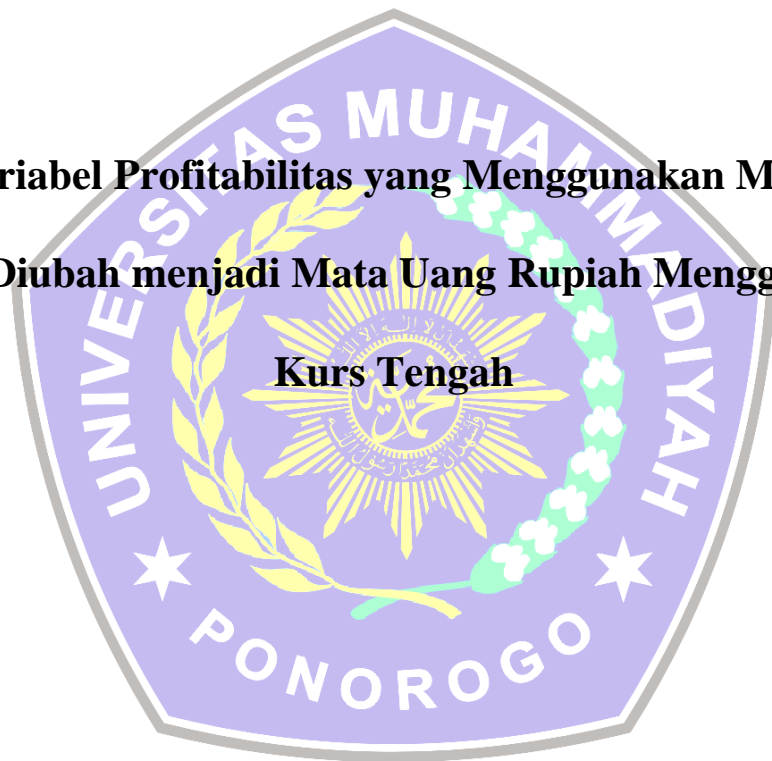 UNIVERSITAS MUHAMMADIYAH
riabel Profitabilitas yang Menggunakan M
Diubah menjadi Mata Uang Rupiah Mengg
Kurs Tengah
PONOROGO